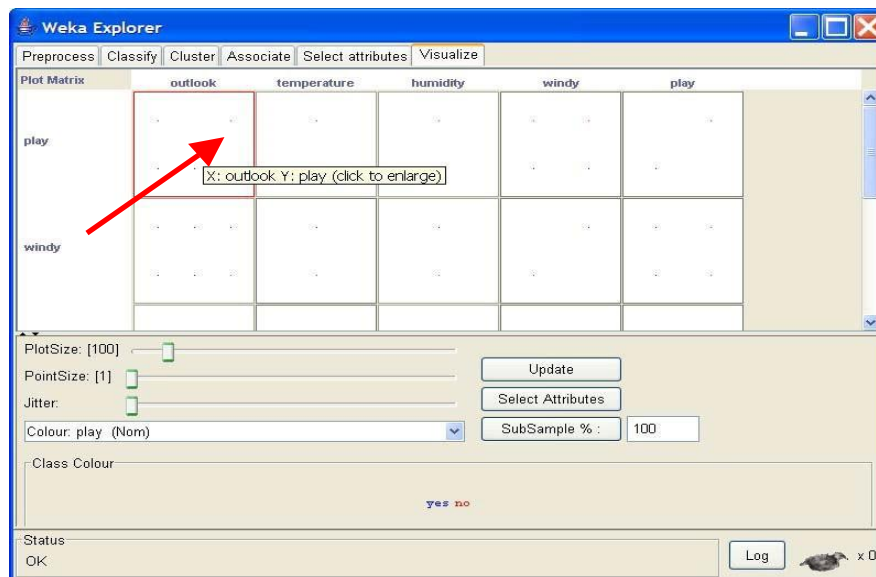 Weka Explorer
Preprocess Classify Cluster Associate Select attributes Visualize
Plot Matrix outlook temperature humidity windy play
play
X: outlook Y: play (click to enlarge)
windy
PlotSize: [100]
PointSize: [1]
Jitter:
Update
Select Attributes
Colour: play (Nom)
SubSample % : 100
Class Colour
yes no
Status
OK
Log x 0